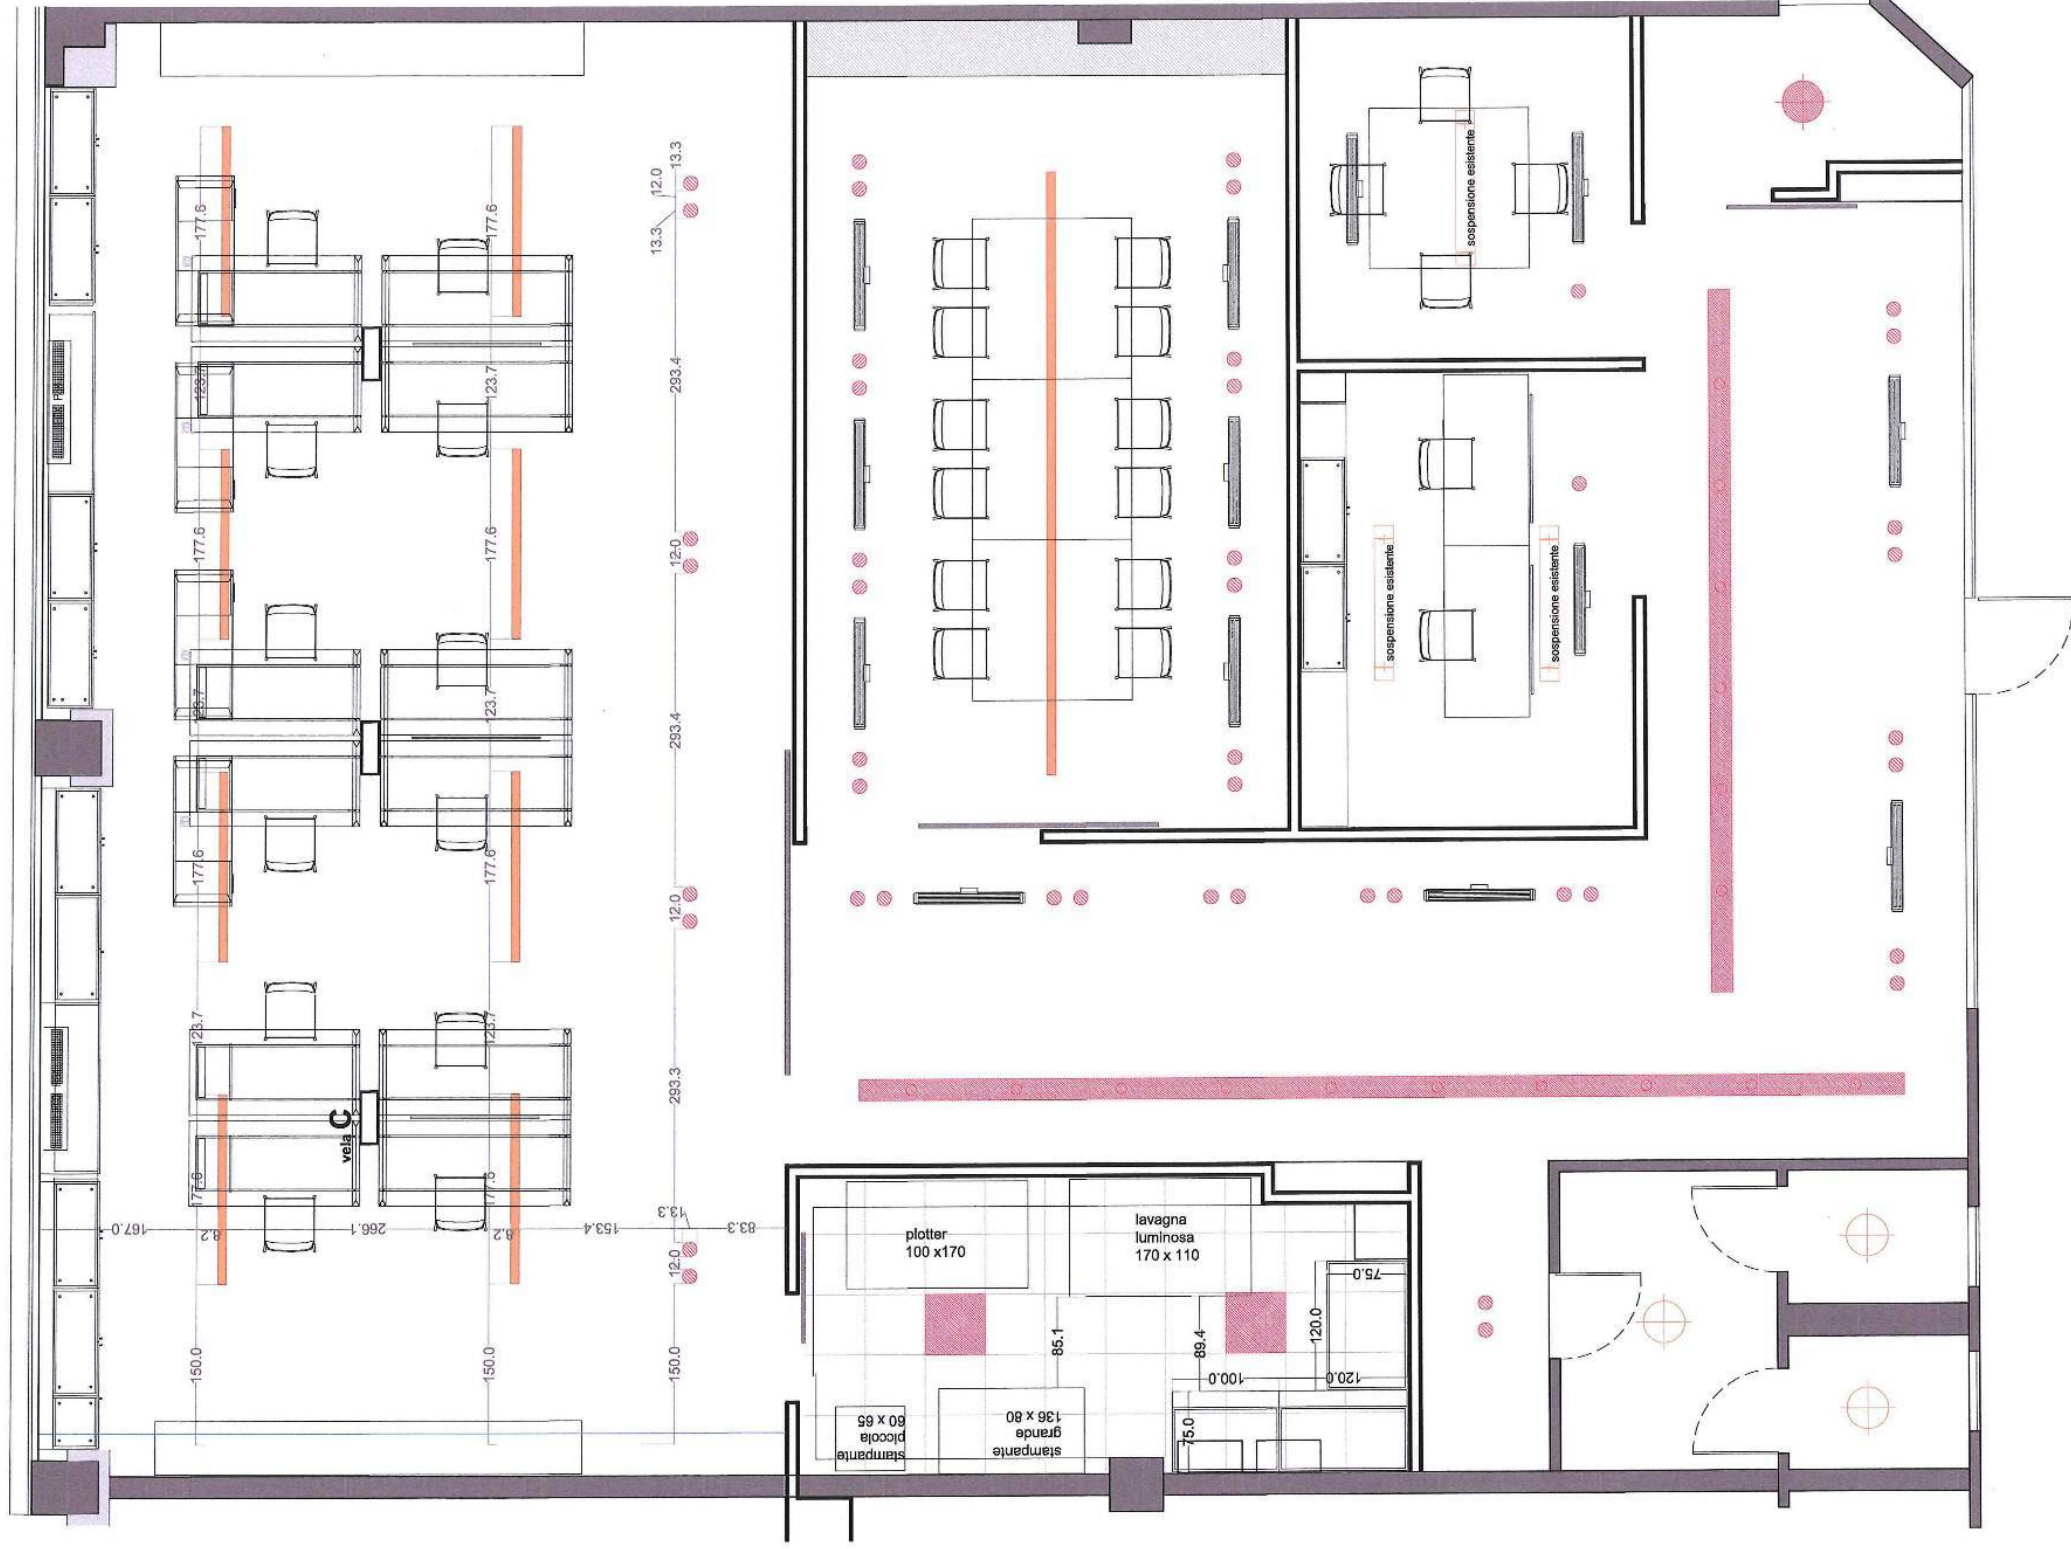 13.3
12.0
13.3
177.6
177.6
293.4
123.7
123.7
177.6
177.6
12.0
293.4
123.7
123.7
177.6
177.6
12.0
293.3
123.7
123.7
vela C
177.6
177.6
167.0
8.2
266.1
8.2
153.4
13.3
83.3
12.0
150.0
150.0
150.0
sospensione esistente
sospensione esistente
sospensione esistente
plotter
100 x170
lavagna
luminosa
170 x 110
75.0
85.1
89.4
120.0
100.0
120.0
75.0
stampante
piccola
60 x 65
stampante
grande
136 x 80